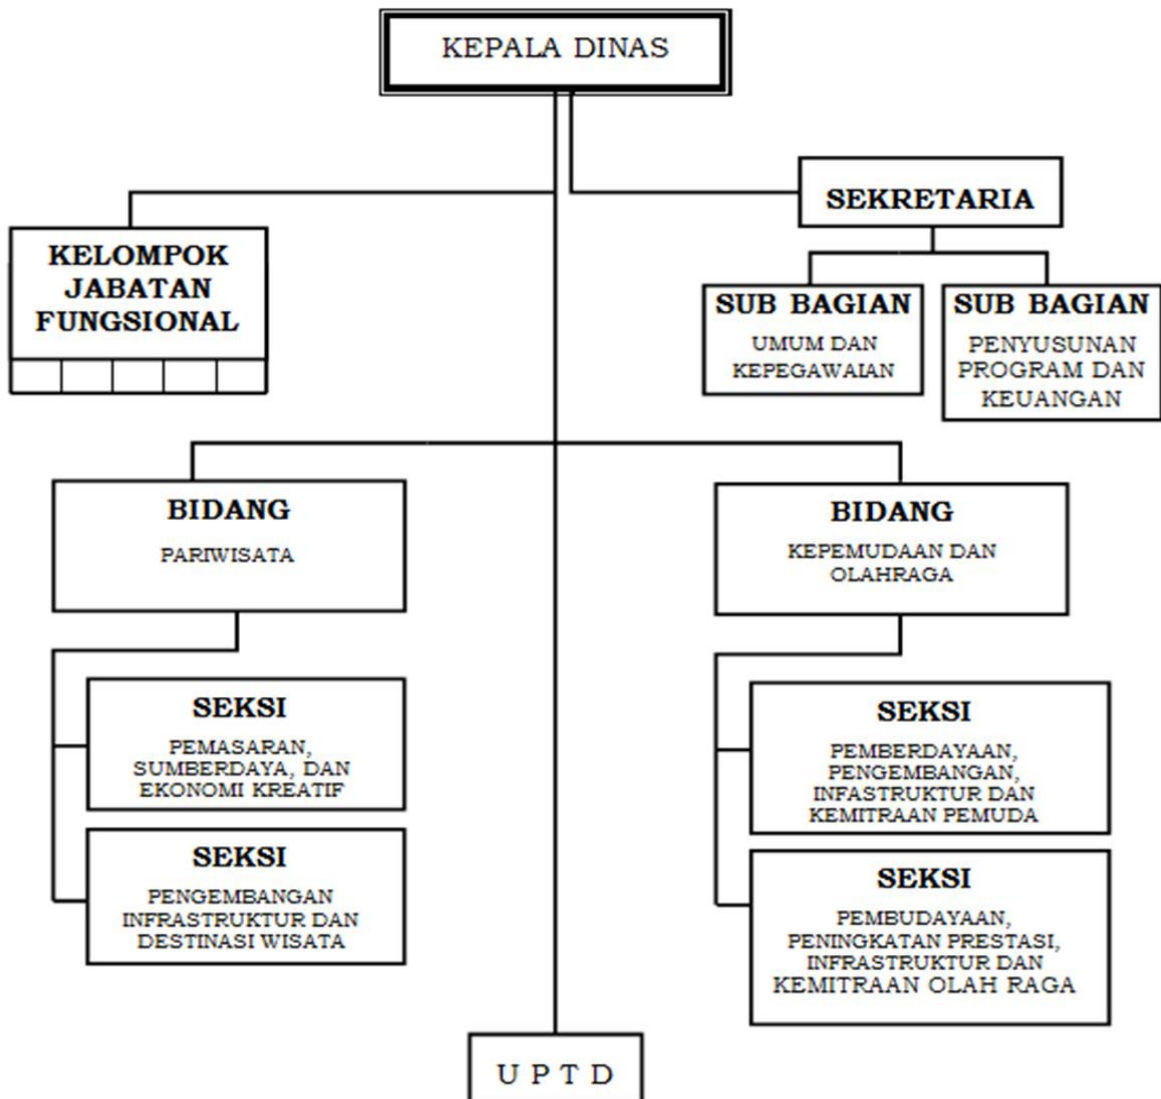 KEPALA DINAS
SEKRETARIA
KELOMPOK
JABATAN
FUNGSIONAL
SUB BAGIAN
UMUM DAN
KEPEGAWAIAN
SUB BAGIAN
PENYUSUNAN
PROGRAM DAN
KEUANGAN
BIDANG
PARIWISATA
BIDANG
KEPEMUDAAN DAN
OLAHRAGA
SEKSI
PEMASARAN,
SUMBERDAYA, DAN
EKONOMI KREATIF
SEKSI
PENGEMBANGAN
INFRASTRUKTUR DAN
DESTINASI WISATA
SEKSI
PEMBERDAYAAN,
PENGEMBANGAN,
INFASTRUKTUR DAN
KEMITRAAN PEMUDA
SEKSI
PEMBUDAYAAN,
PENINGKATAN PRESTASI,
INFRASTRUKTUR DAN
KEMITRAAN OLAH RAGA
U P T D